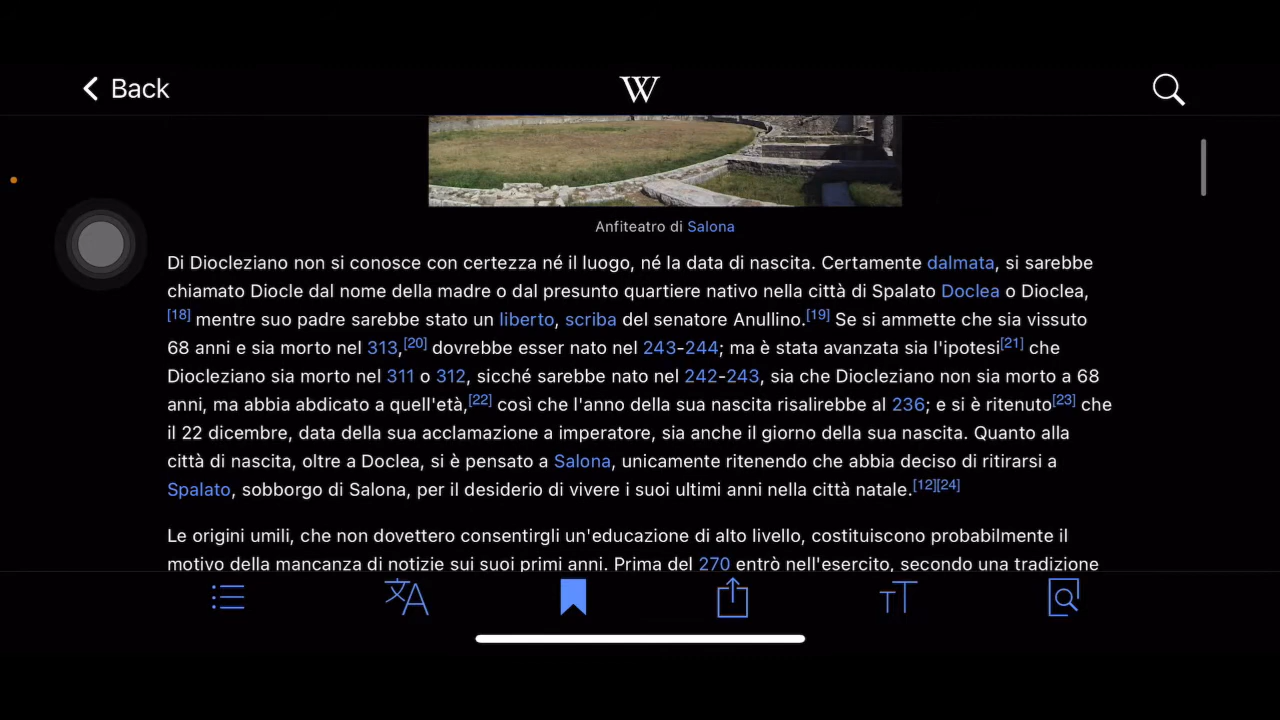 Back
W
Anfiteatro di Salona
Di Diocleziano non si conosce con certezza né il luogo, né la data di nascita. Certamente dalmata, si sarebbe
chiamato Diocle dal nome della madre o dal presunto quartiere nativo nella città di Spalato Doclea o Dioclea,
[18] mentre suo padre sarebbe stato un liberto, scriba del senatore Anullino.[19] Se si ammette che sia vissuto
68 anni e sia morto nel 313,[20] dovrebbe esser nato nel 243-244; ma è stata avanzata sia l'ipotesi[21] che
Diocleziano sia morto nel 311 o 312, sicché sarebbe nato nel 242-243, sia che Diocleziano non sia morto a 68
anni, ma abbia abdicato a quell'età,[22] così che l'anno della sua nascita risalirebbe al 236; e si è ritenuto[23] che
il 22 dicembre, data della sua acclamazione a imperatore, sia anche il giorno della sua nascita. Quanto alla
città di nascita, oltre a Doclea, si è pensato a Salona, unicamente ritenendo che abbia deciso di ritirarsi a
Spalato, sobborgo di Salona, per il desiderio di vivere i suoi ultimi anni nella città natale.[12][24]
Le origini umili, che non dovettero consentirgli un'educazione di alto livello, costituiscono probabilmente il
motivo della mancanza di notizie sui suoi primi anni. Prima del 270 entrò nell'esercito, secondo una tradizione